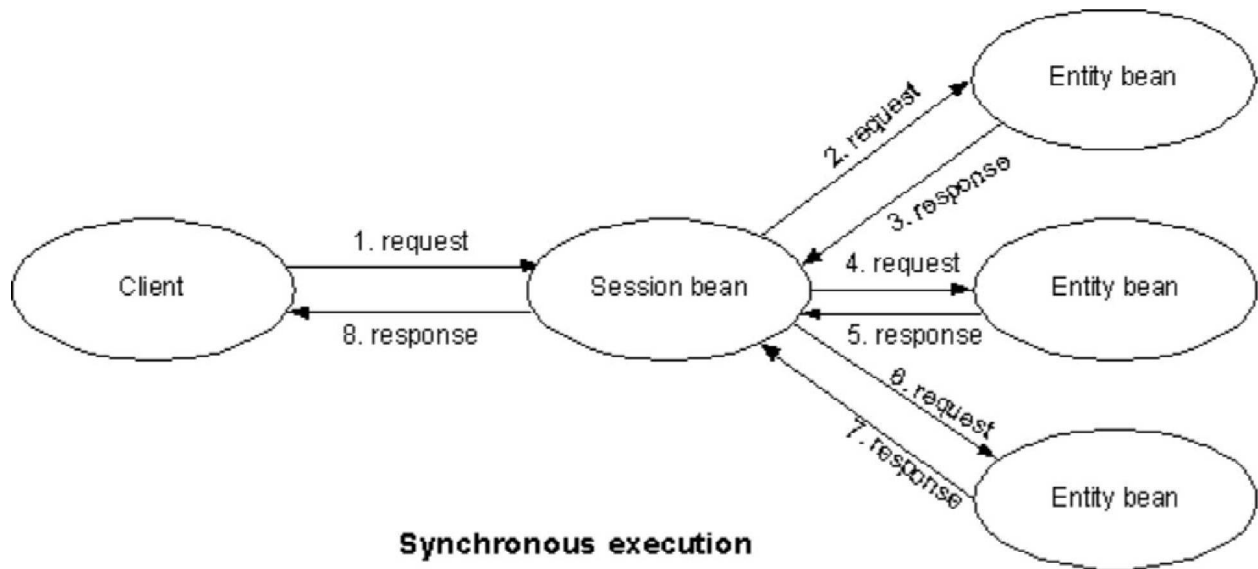 Entity bean
2. request
3. response
1. request
4. request
Client
Session bean
Entity bean
8. response
5. response
6. request
7. response
Entity bean
Synchronous execution